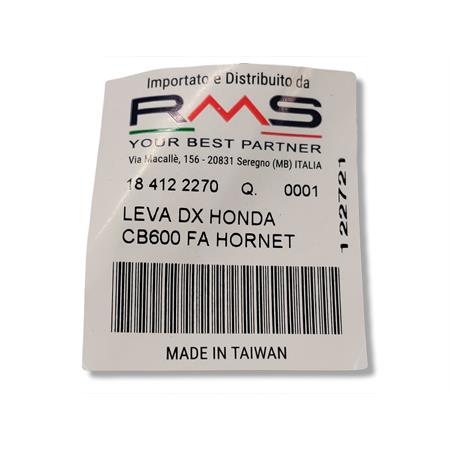 Importato e Distribuito da
RMS
YOUR BEST PARTNER
Via Macallè, 156 - 20831 Seregno (MB) ITALIA
18 412 2270 Q. 0001
LEVA DX HONDA
CB600 FA HORNET
MADE IN TAIWAN
122721